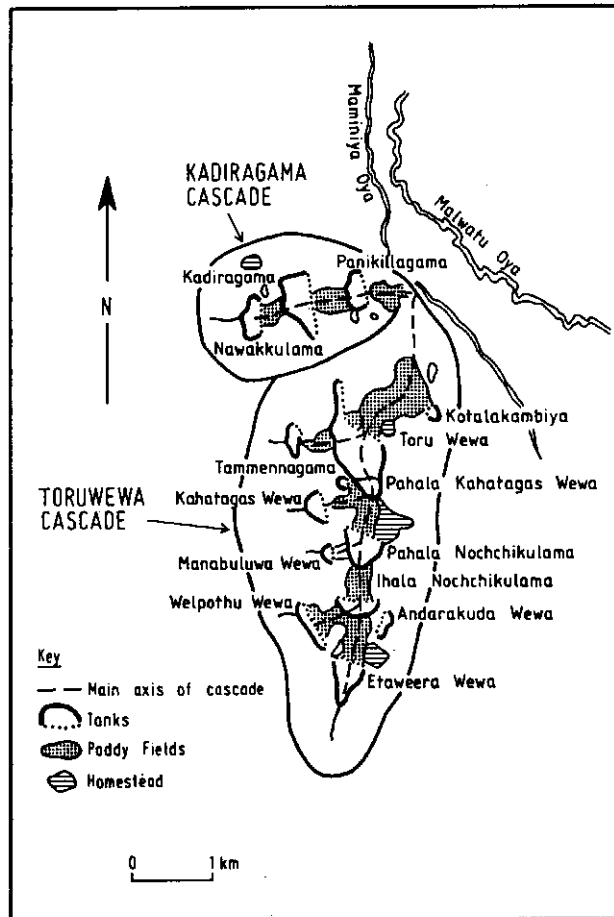 Maminiya Oya
Malwatu Oya
KADIRAGAMA
CASCADE
N
Kadiragama
Panikillagama
Nawakkulama
Kotalakambiya
Toru Wewa
Tammennagama
TORUWEWA
CASCADE
Kahatagas Wewa
Pahala Kahatagas Wewa
Manabuluwa Wewa
Pahala Nochchikulama
Ihala Nochchikulama
Welpothu Wewa
Andarakuda Wewa
Etaweera Wewa
Key
Main axis of cascade
Tanks
Paddy Fields
Homestead
0 1 km